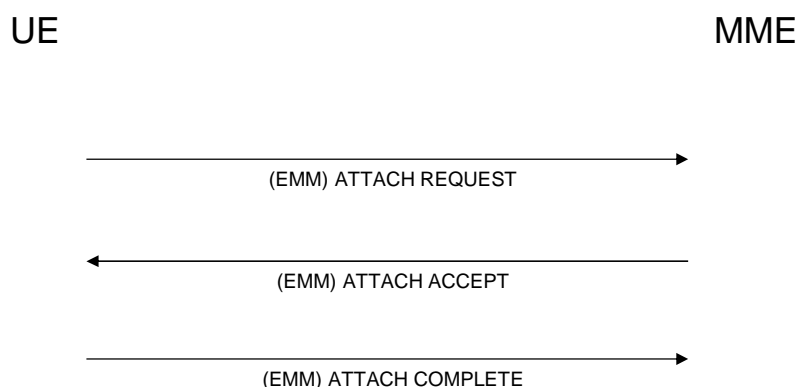 UE
MME
(EMM) ATTACH REQUEST
(EMM) ATTACH ACCEPT
(EMM) ATTACH COMPLETE